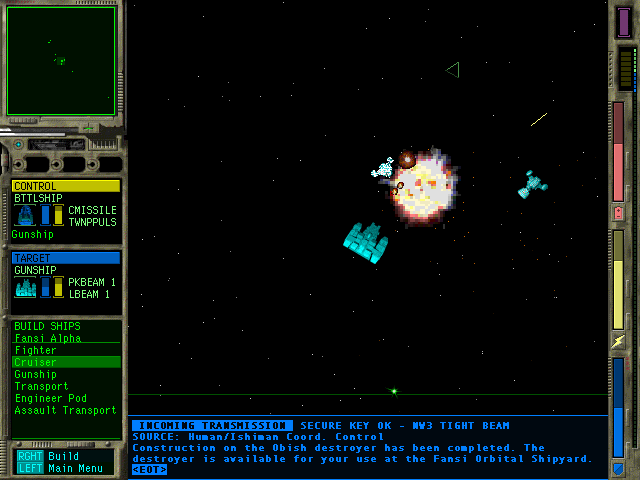 CONTROL
BTTLSHIP
CMISSILE
TWNPPULS
Gunship
TARGET
GUNSHIP
PKBEAM 1
LBEAM 1
BUILD SHIPS
Fansi Alpha
Fighter
Cruiser
Gunship
Transport
Engineer Pod
Assault Transport
RGHT Build
LEFT Main Menu
INCOMING TRANSMISSION SECURE KEY OK - NW3 TIGHT BEAM
SOURCE: Human/Ishiman Coord. Control
Construction on the Obish destroyer has been completed. The
destroyer is available for your use at the Fansi Orbital Shipyard.
<EOT>